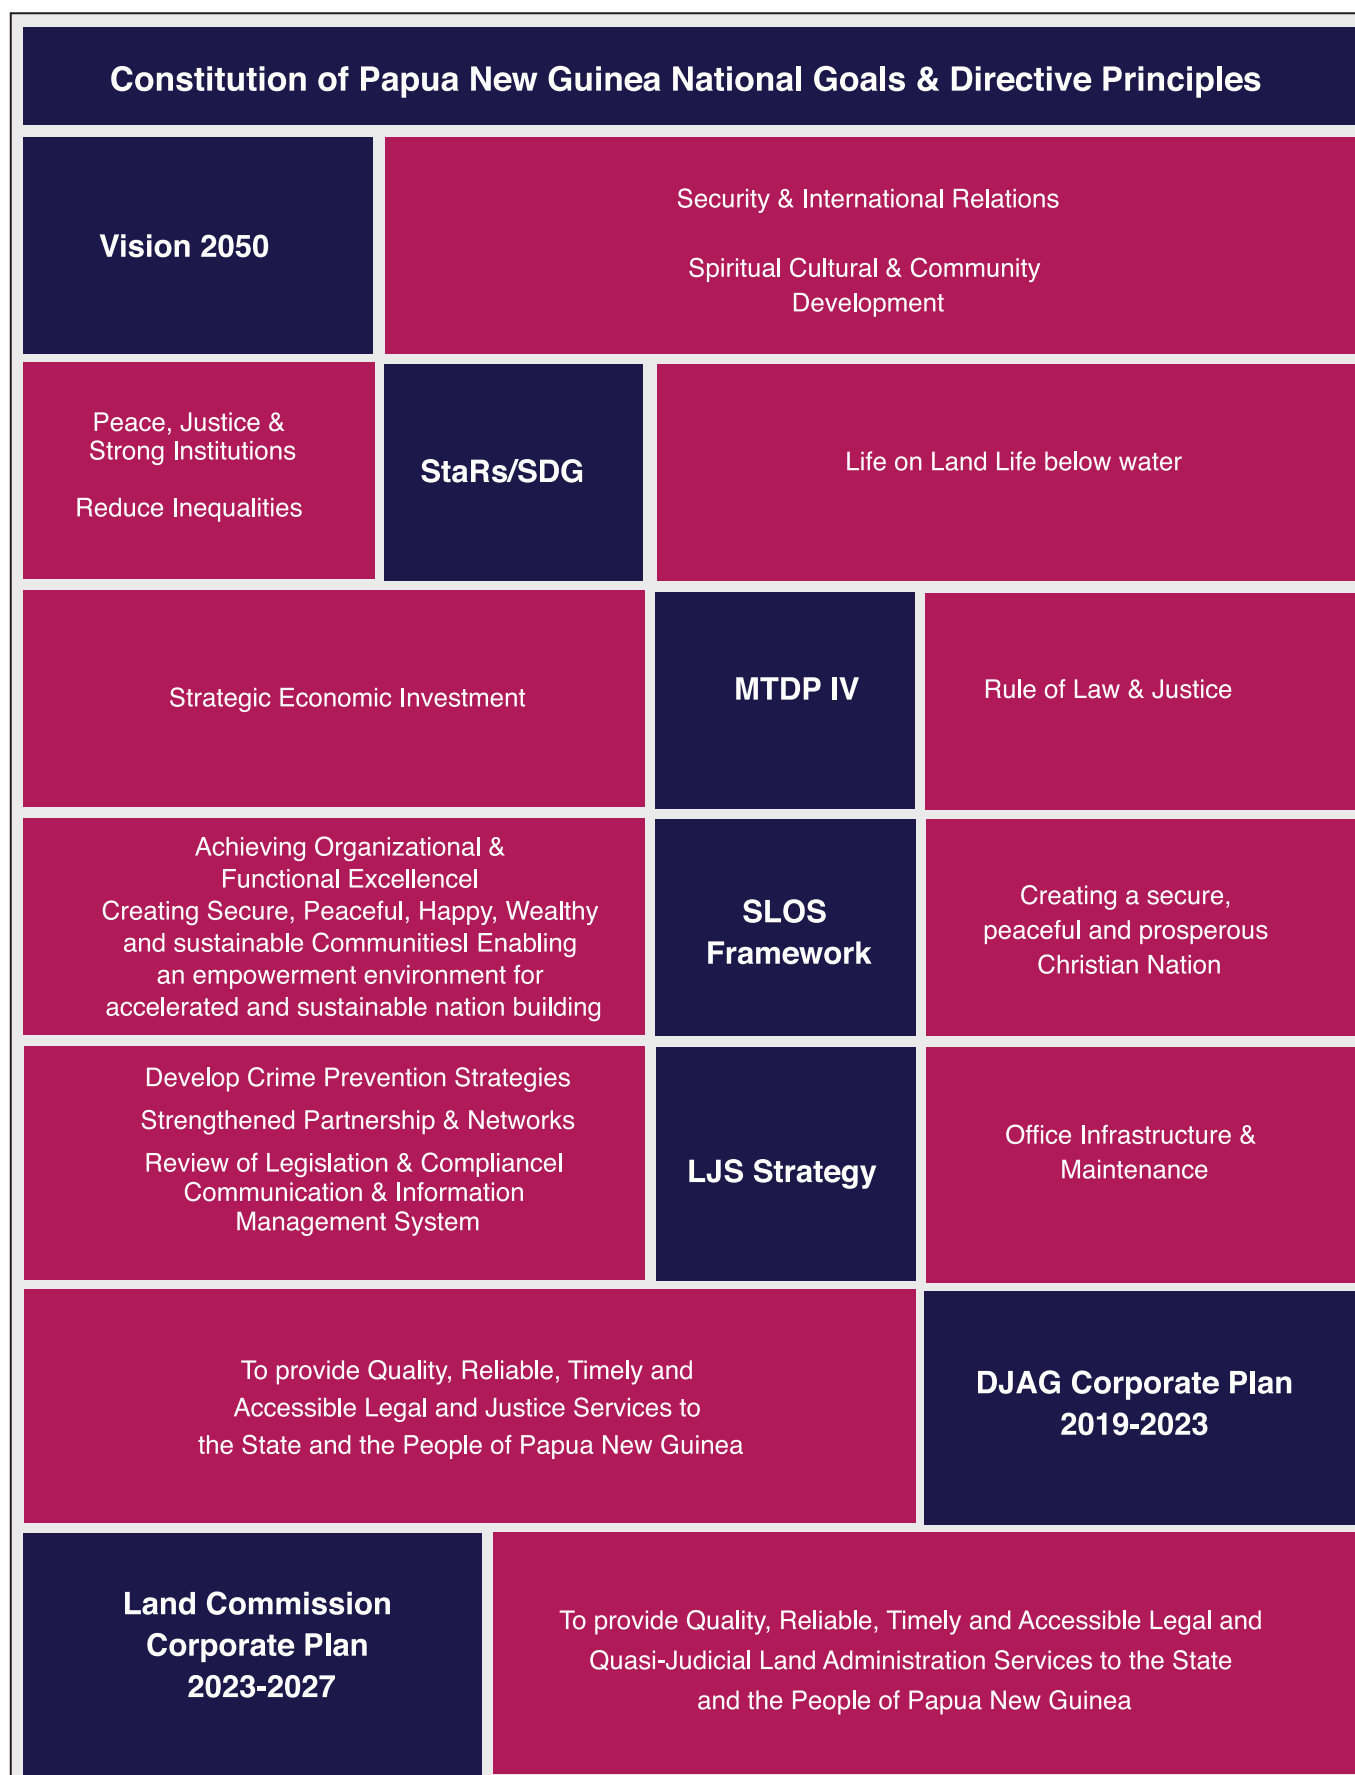 Constitution of Papua New Guinea National Goals & Directive Principles
Vision 2050
Security & International Relations
Spiritual Cultural & Community
Development
Peace, Justice &
Strong Institutions
Reduce Inequalities
StaRs/SDG
Life on Land Life below water
Strategic Economic Investment
MTDP IV
Rule of Law & Justice
Achieving Organizational &
Functional Excellencel
Creating Secure, Peaceful, Happy, Wealthy
and sustainable Communitiesl Enabling
an empowerment environment for
accelerated and sustainable nation building
SLOS
Framework
Creating a secure,
peaceful and prosperous
Christian Nation
Develop Crime Prevention Strategies
Strengthened Partnership & Networks
Review of Legislation & Compliancel
Communication & Information
Management System
LJS Strategy
Office Infrastructure &
Maintenance
To provide Quality, Reliable, Timely and
Accessible Legal and Justice Services to
the State and the People of Papua New Guinea
DJAG Corporate Plan
2019-2023
Land Commission
Corporate Plan
2023-2027
To provide Quality, Reliable, Timely and Accessible Legal and
Quasi-Judicial Land Administration Services to the State
and the People of Papua New Guinea